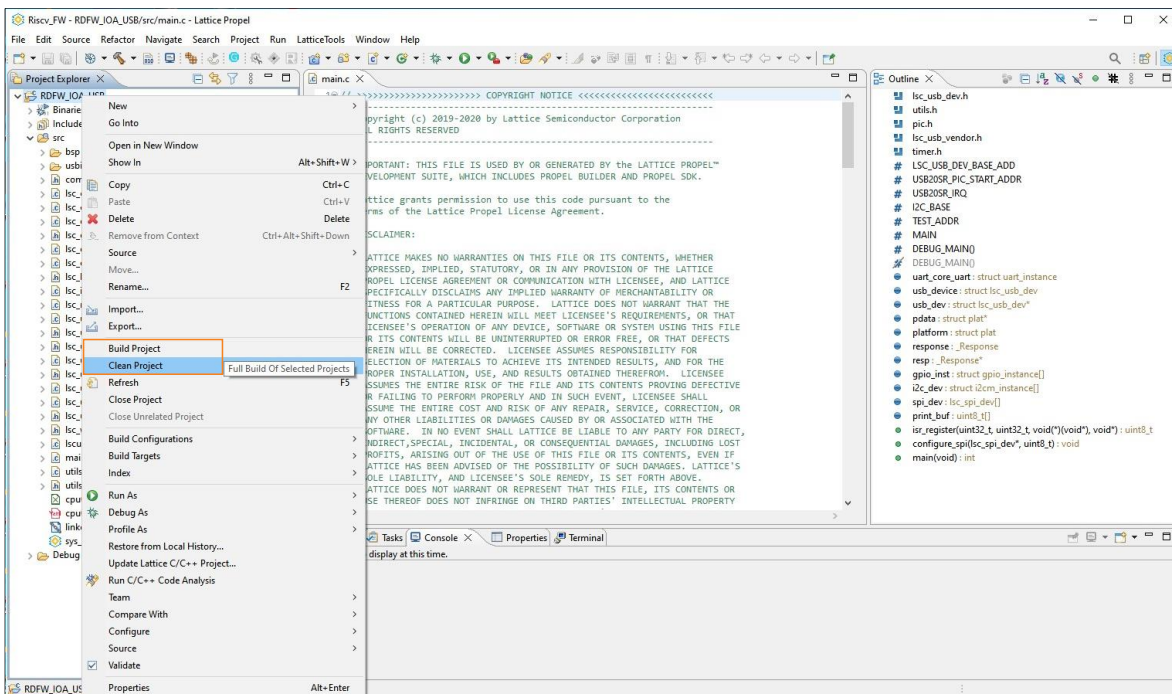 Riscv_FW - RDFW_IOA_USB/src/main.c - Lattice Propel
File Edit Source Refactor Navigate Search Project Run LatticeTools Window Help
Project Explorer
RDFW_IOA_USB
Binarie
Include
src
bsp
usbi
com
lsc_
lsc_
lsc_
lsc_
lsc_
lsc_
lsc_
lsc_i
lsc_
lsc_
lsc_
lsc_
lsc_
lsc_
lsc_
lsc_
lsc_
lscu
mai
utils
utils
cpu
cpu
link
sys_
Debug
New
Go Into
Open in New Window
Show In Alt+Shift+W >
Copy Ctrl+C
Paste Ctrl+V
Delete Delete
Remove from Context Ctrl+Alt+Shift+Down
Source
Move...
Rename... F2
Import...
Export...
Build Project
Clean Project
Full Build Of Selected Projects
Refresh F5
Close Project
Close Unrelated Project
Build Configurations
Build Targets
Index
Run As
Debug As
Profile As
Restore from Local History...
Update Lattice C/C++ Project...
Run C/C++ Code Analysis
Team
Compare With
Configure
Source
Validate
Properties Alt+Enter
main.c
1 // >>>>>>>>>>>>>>>>>>>>> COPYRIGHT NOTICE <<<<<<<<<<<<<<<<<<<<<<<<<
pyright (c) 2019-2020 by Lattice Semiconductor Corporation
L RIGHTS RESERVED
PORTANT: THIS FILE IS USED BY OR GENERATED BY the LATTICE PROPEL™
VELOPMENT SUITE, WHICH INCLUDES PROPEL BUILDER AND PROPEL SDK.
ttice grants permission to use this code pursuant to the
rms of the Lattice Propel License Agreement.
SCLAIMER:
ATTICE MAKES NO WARRANTIES ON THIS FILE OR ITS CONTENTS, WHETHER
XPRESSED, IMPLIED, STATUTORY, OR IN ANY PROVISION OF THE LATTICE
ROPEL LICENSE AGREEMENT OR COMMUNICATION WITH LICENSEE, AND LATTICE
PECIFICALLY DISCLAIMS ANY IMPLIED WARRANTY OF MERCHANTABILITY OR
ITNESS FOR A PARTICULAR PURPOSE. LATTICE DOES NOT WARRANT THAT THE
UNCTIONS CONTAINED HEREIN WILL MEET LICENSEE'S REQUIREMENTS, OR THAT
ICENSEE'S OPERATION OF ANY DEVICE, SOFTWARE OR SYSTEM USING THIS FILE
R ITS CONTENTS WILL BE UNINTERRUPTED OR ERROR FREE, OR THAT DEFECTS
EREIN WILL BE CORRECTED. LICENSEE ASSUMES RESPONSIBILITY FOR
ELECTION OF MATERIALS TO ACHIEVE ITS INTENDED RESULTS, AND FOR THE
ROPER INSTALLATION, USE, AND RESULTS OBTAINED THEREFROM. LICENSEE
SSUMES THE ENTIRE RISK OF THE FILE AND ITS CONTENTS PROVING DEFECTIVE
R FAILING TO PERFORM PROPERLY AND IN SUCH EVENT, LICENSEE SHALL
SSUME THE ENTIRE COST AND RISK OF ANY REPAIR, SERVICE, CORRECTION, OR
NY OTHER LIABILITIES OR DAMAGES CAUSED BY OR ASSOCIATED WITH THE
OFTWARE. IN NO EVENT SHALL LATTICE BE LIABLE TO ANY PARTY FOR DIRECT,
NDIRECT,SPECIAL, INCIDENTAL, OR CONSEQUENTIAL DAMAGES, INCLUDING LOST
ROFITS, ARISING OUT OF THE USE OF THIS FILE OR ITS CONTENTS, EVEN IF
ATTICE HAS BEEN ADVISED OF THE POSSIBILITY OF SUCH DAMAGES. LATTICE'S
OLE LIABILITY, AND LICENSEE'S SOLE REMEDY, IS SET FORTH ABOVE.
ATTICE DOES NOT WARRANT OR REPRESENT THAT THIS FILE, ITS CONTENTS OR
SE THEREOF DOES NOT INFRINGE ON THIRD PARTIES' INTELLECTUAL PROPERTY
Tasks Console Properties Terminal
display at this time.
Outline
lsc_usb_dev.h
utils.h
pic.h
lsc_usb_vendor.h
timer.h
LSC_USB_DEV_BASE_ADD
USB20SR_PIC_START_ADDR
USB20SR_IRQ
I2C_BASE
TEST_ADDR
MAIN
DEBUG_MAIN()
DEBUG_MAIN()
uart_core_uart : struct uart_instance
usb_device : struct lsc_usb_dev
usb_dev : struct lsc_usb_dev*
pdata : struct plat*
platform : struct plat
response : _Response
resp : _Response*
gpio_inst : struct gpio_instance[]
i2c_dev : struct i2cm_instance[]
spi_dev : lsc_spi_dev[]
print_buf : uint8_t[]
isr_register(uint32_t, uint32_t, void(*)(void*), void*) : uint8_t
configure_spi(lsc_spi_dev*, uint8_t) : void
main(void) : int
RDFW_IOA_US